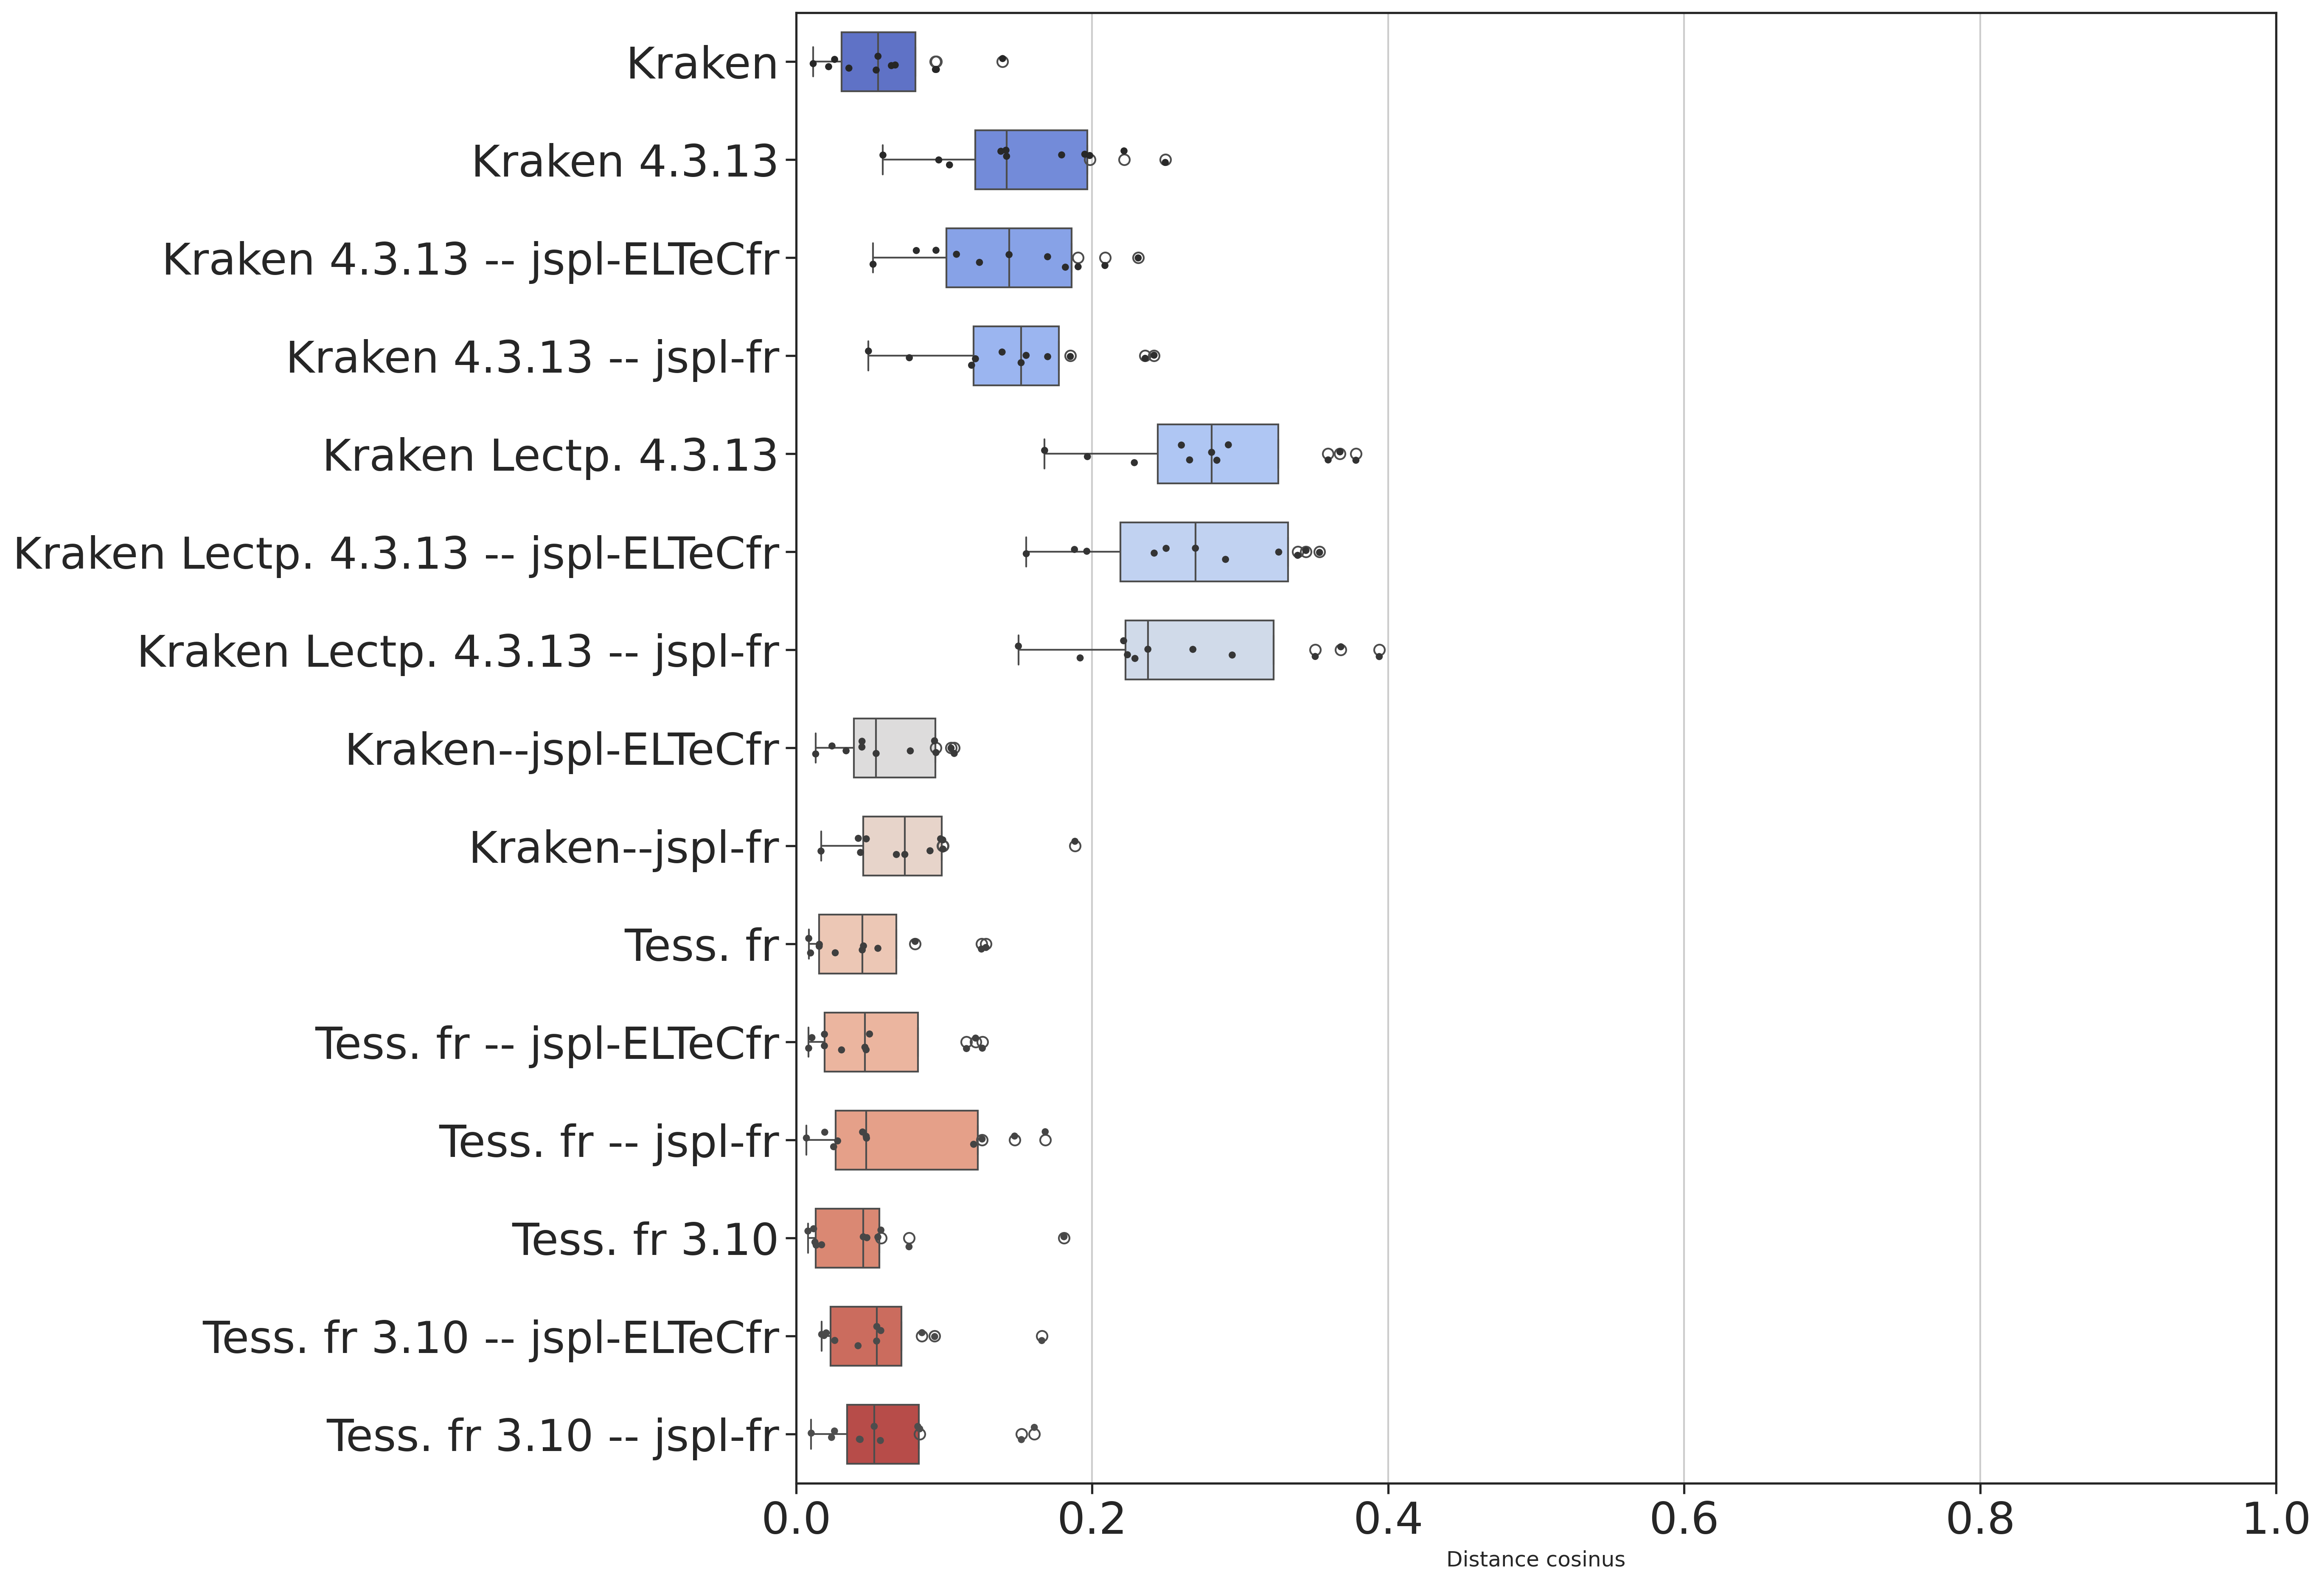 Kraken
Kraken 4.3.13
Kraken 4.3.13 -- jspl-ELTeCfr
Kraken 4.3.13 -- jspl-fr
Kraken Lectp. 4.3.13
Kraken Lectp. 4.3.13 -- jspl-ELTeCfr
Kraken Lectp. 4.3.13 -- jspl-fr
Kraken--jspl-ELTeCfr
Kraken--jspl-fr
Tess. fr
Tess. fr -- jspl-ELTeCfr
Tess. fr -- jspl-fr
Tess. fr 3.10
Tess. fr 3.10 -- jspl-ELTeCfr
Tess. fr 3.10 -- jspl-fr
0.0 0.2 0.4 0.6 0.8 1.0
Distance cosinus